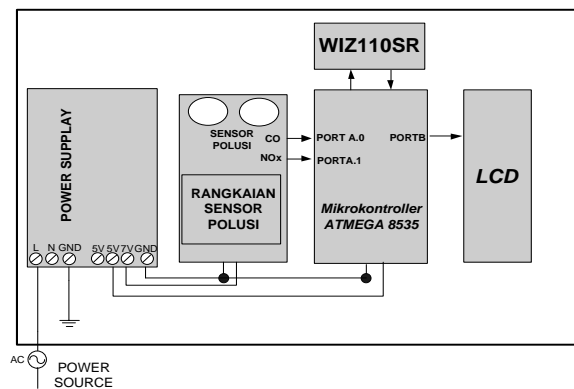 WIZ110SR
POWER SUPPLAY
SENSOR
POLUSI
CO
NOx
PORT A.0
PORTA.1
PORTB
RANGKAIAN
SENSOR
POLUSI
Mikrokontroller
ATMEGA 8535
LCD
L N GND 5V 5V 7V GND
AC
POWER
SOURCE